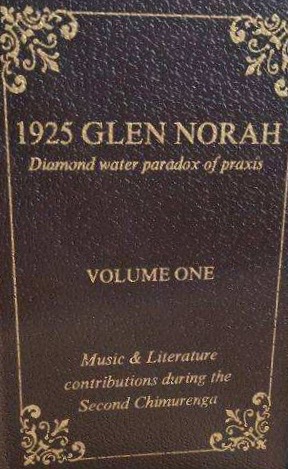 1925 GLEN NORAH
Diamond water paradox of praxis
VOLUME ONE
Music & Literature
contributions during the
Second Chimurenga